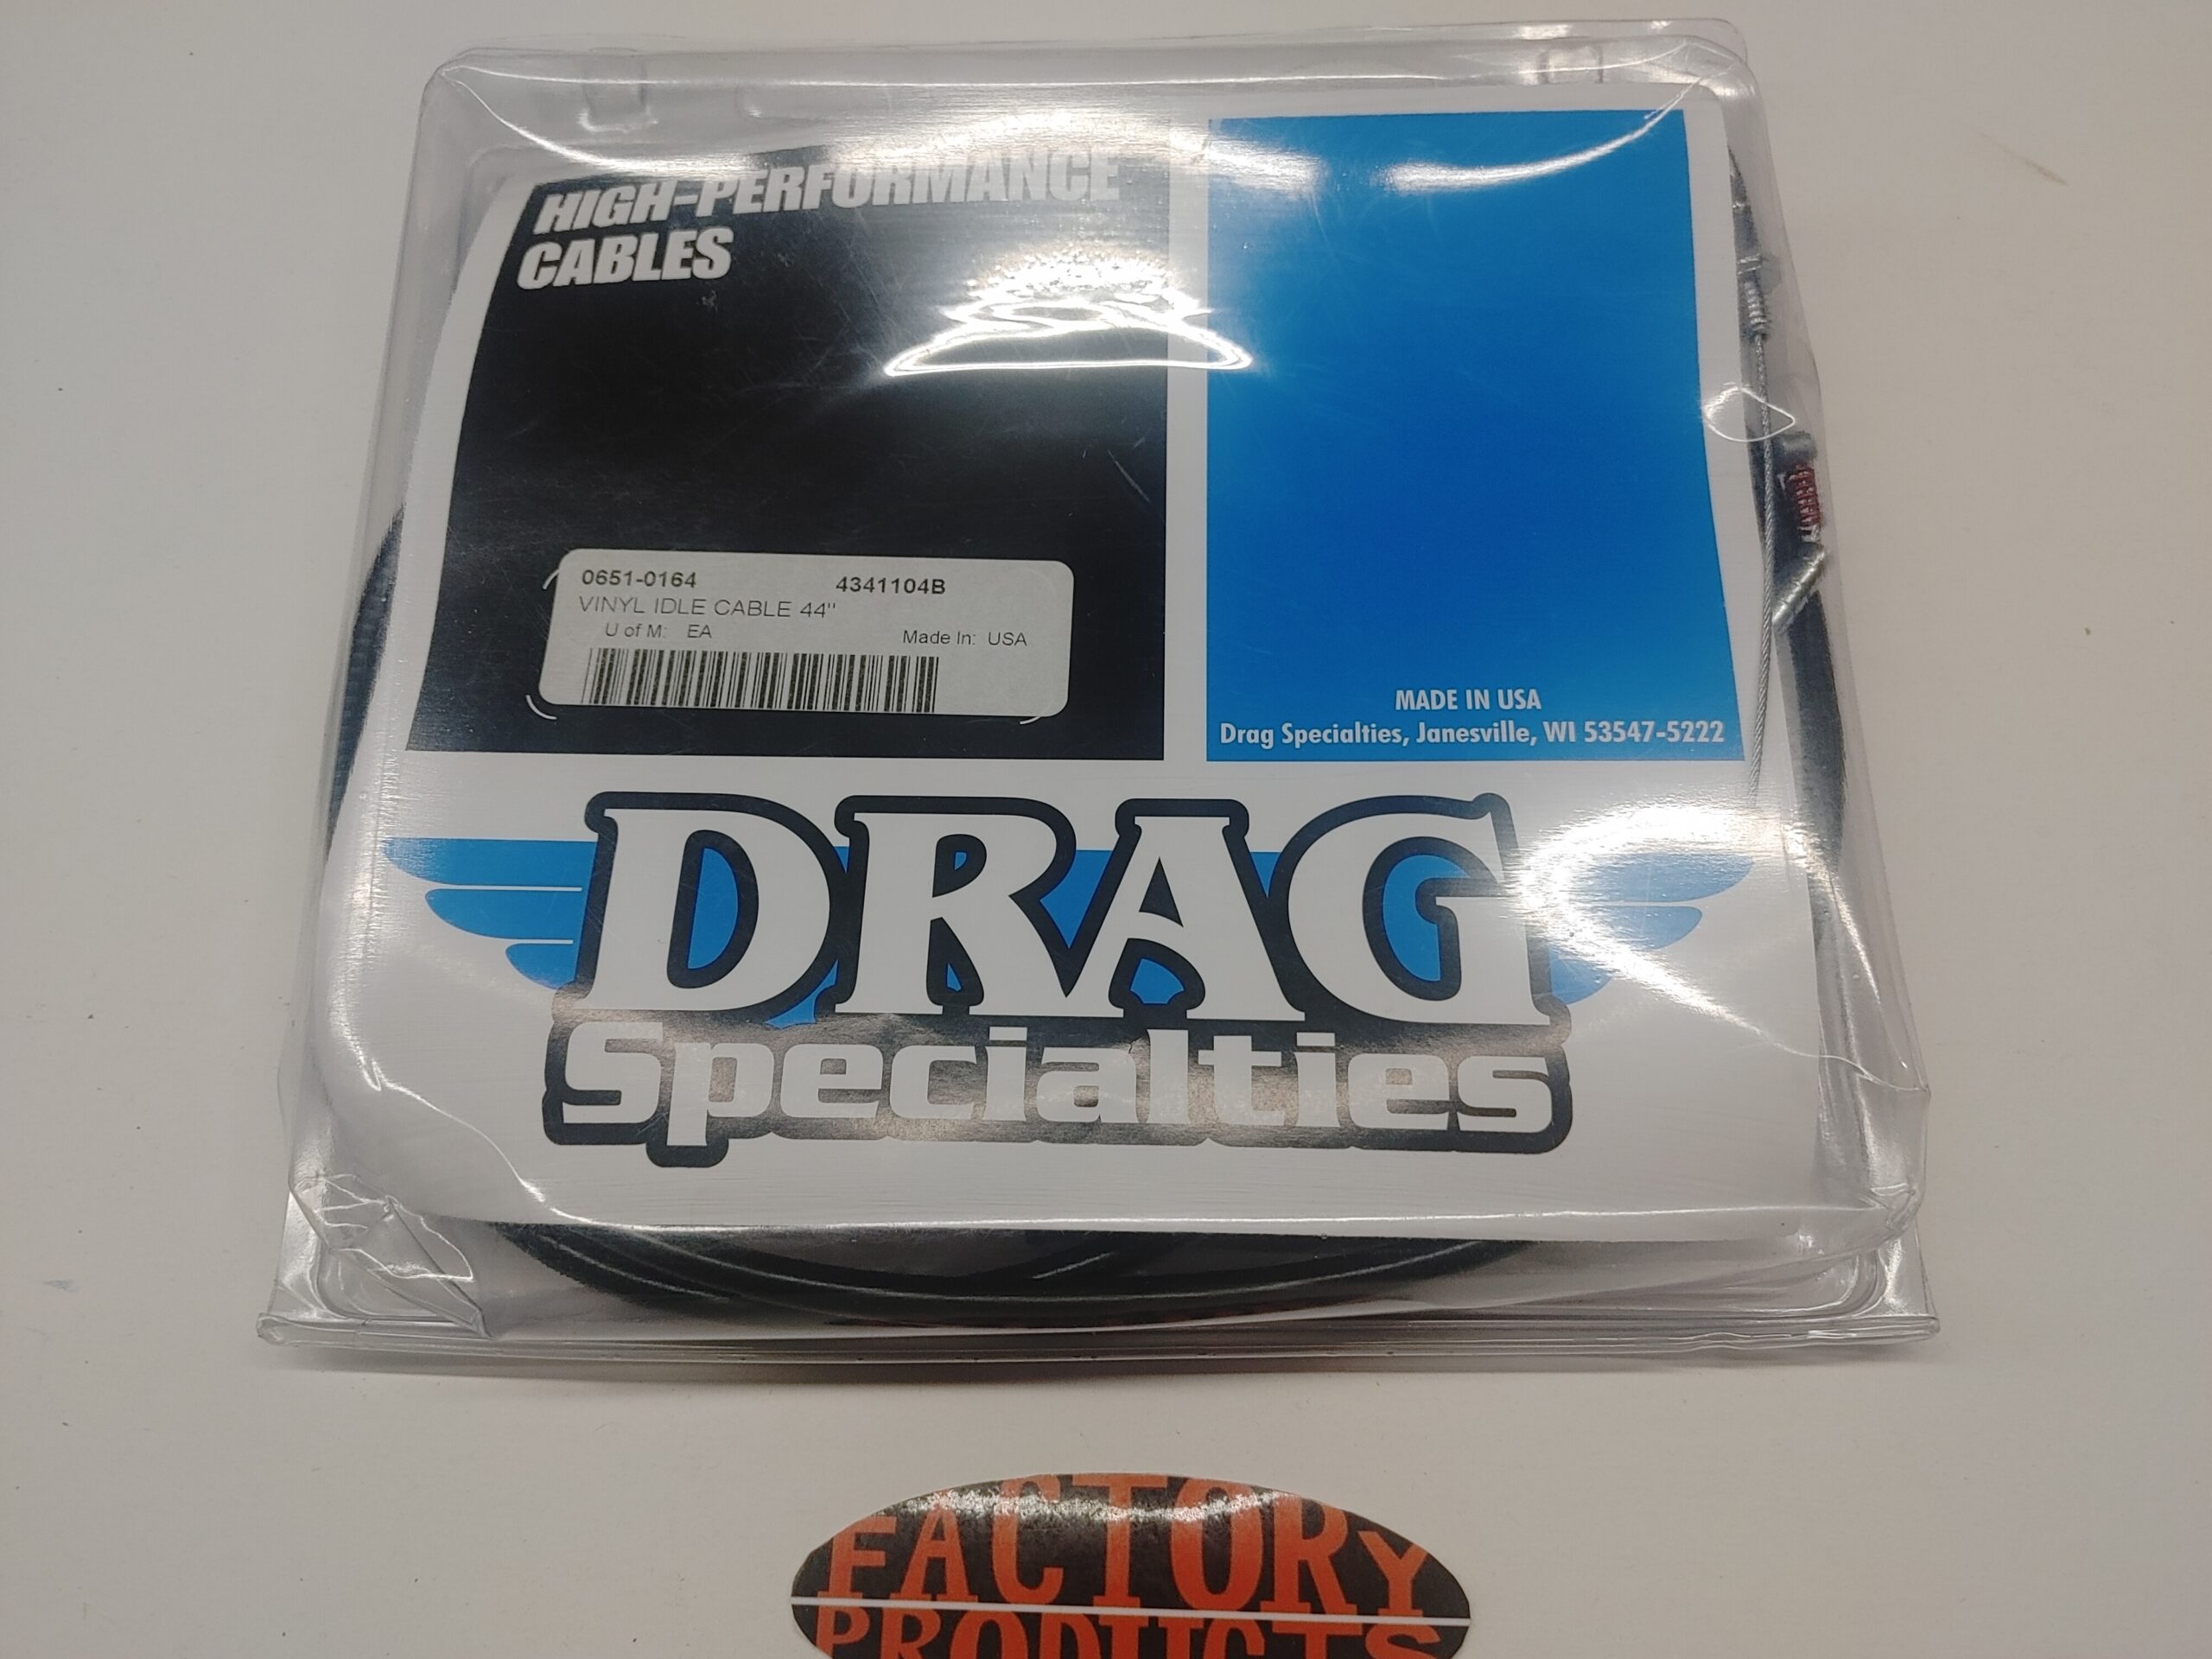 HIGH-PERFORMANCE
CABLES
0651-0164 4341104B
VINYL IDLE CABLE 44"
U of M: EA Made In: USA
MADE IN USA
Drag Specialties, Janesville, WI 53547-5222
DRAG
Specialties
FACTORY
PRODUCTS